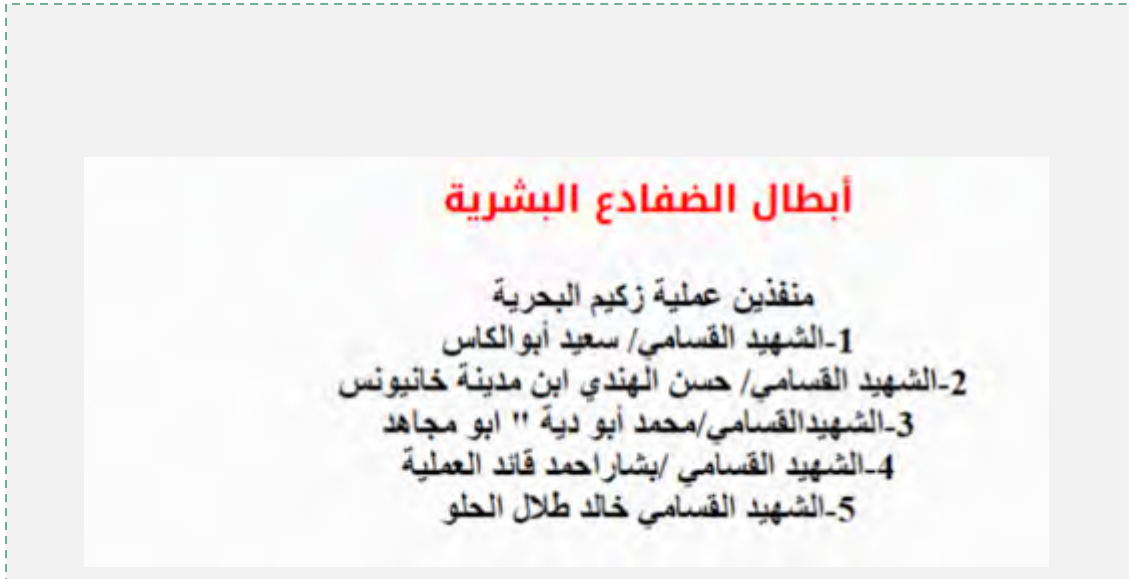 أبطال الضفادع البشرية
منفذين عملية زكيم البحرية
1-الشهيد القسامي/ سعيد أبوالكاس
2-الشهيد القسامي/ حسن الهندي ابن مدينة خانيونس
3-الشهيدالقسامي/محمد أبو دية " ابو مجاهد
4-الشهيد القسامي /بشاراحمد قائد العملية
5-الشهيد القسامي خالد طلال الحلو